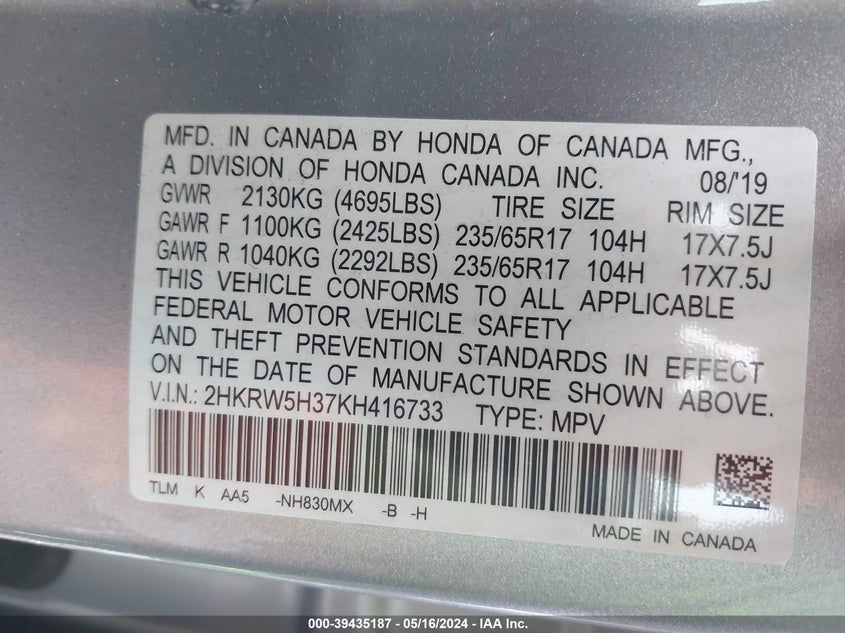 MFD. IN CANADA BY HONDA OF CANADA MFG.,
A DIVISION OF HONDA CANADA INC. 08/'19
GVWR 2130KG (4695LBS) TIRE SIZE RIM SIZE
GAWR F 1100KG (2425LBS) 235/65R17 104H 17X7.5J
GAWR R 1040KG (2292LBS) 235/65R17 104H 17X7.5J
THIS VEHICLE CONFORMS TO ALL APPLICABLE
FEDERAL MOTOR VEHICLE SAFETY
AND THEFT PREVENTION STANDARDS IN EFFECT
ON THE DATE OF MANUFACTURE SHOWN ABOVE.
V.I.N.: 2HKRW5H37KH416733 TYPE: MPV
TLM K AA5 -NH830MX -B -H
MADE IN CANADA
000-39435187 - 05/16/2024 - IAA Inc.